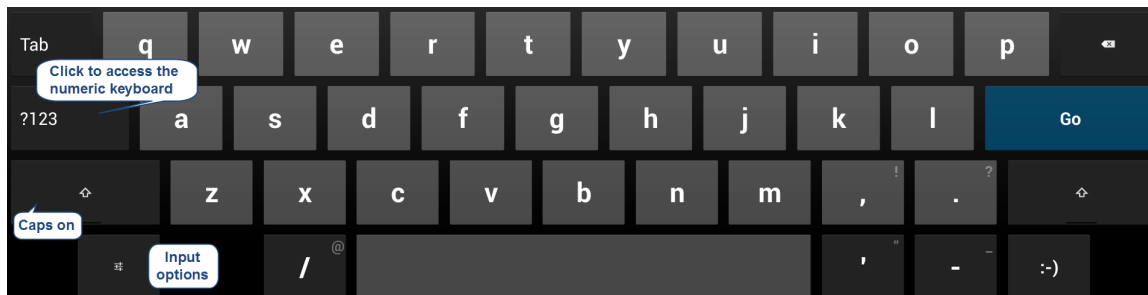 Tab q w e r t y u i o p
Click to access the
numeric keyboard
?123 a s d f g h j k l Go
! ?
z x c v b n m , .
Caps on
@ " _
Input
options
/ ' - :-)